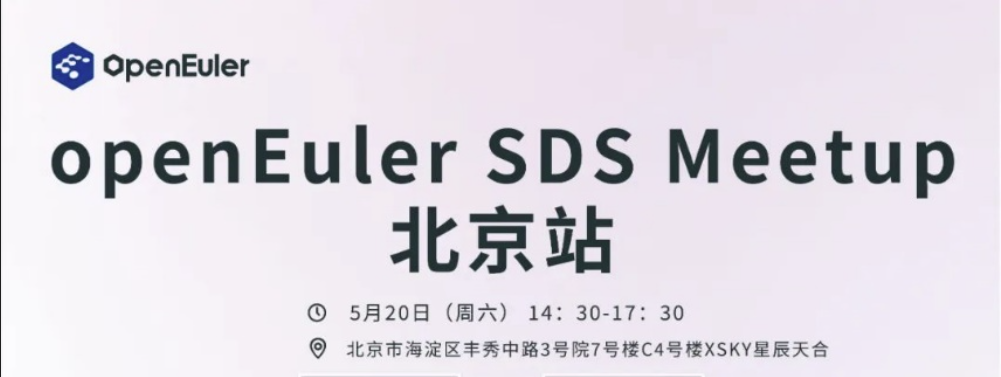 OpenEuler
openEuler SDS Meetup
北京站
5月20日（周六） 14：30-17：30
北京市海淀区丰秀中路3号院7号楼C4号楼XSKY星辰天合